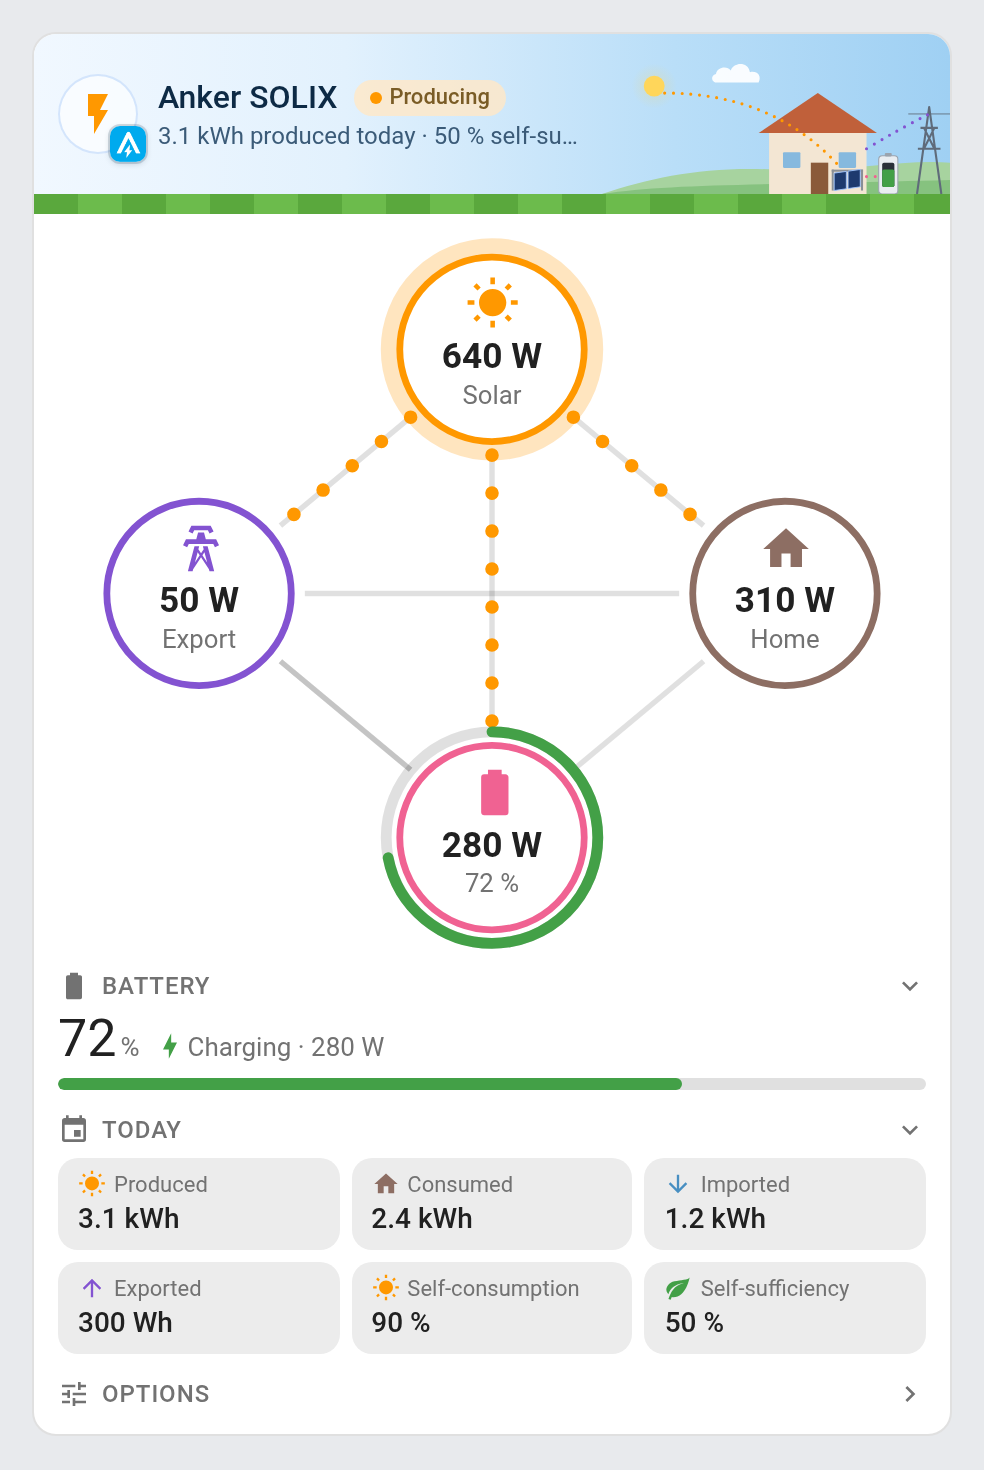 Anker SOLIX
Producing
3.1 kWh produced today · 50 % self-su...
640 W
Solar
50 W
Export
310 W
Home
280 W
72 %
BATTERY
72 %
Charging · 280 W
TODAY
Produced
3.1 kWh
Consumed
2.4 kWh
Imported
1.2 kWh
Exported
300 Wh
Self-consumption
90 %
Self-sufficiency
50 %
OPTIONS